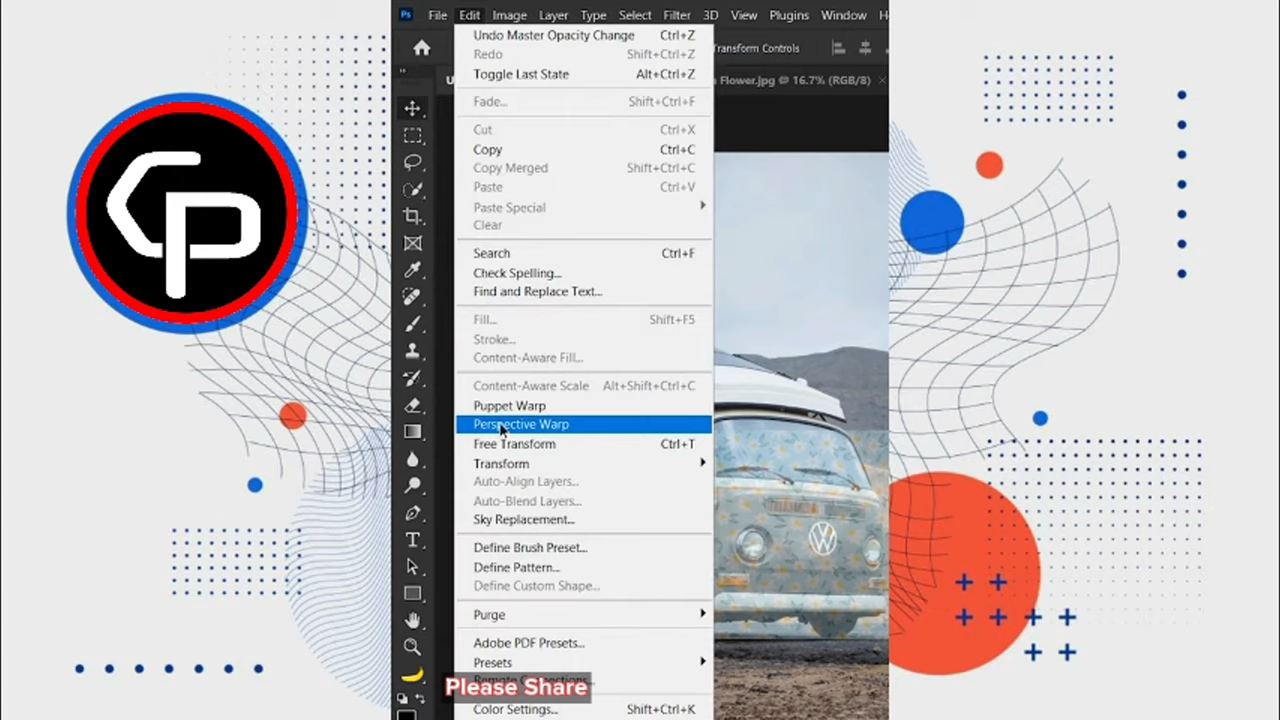 Ps File Edit Image Layer Type Select Filter 3D View Plugins Window H
Transform Controls
U
Flower.jpg @ 16.7% (RGB/8) ×
Undo Master Opacity Change Ctrl+Z
Redo Shift+Ctrl+Z
Toggle Last State Alt+Ctrl+Z
Fade... Shift+Ctrl+F
Cut Ctrl+X
Copy Ctrl+C
Copy Merged Shift+Ctrl+C
Paste Ctrl+V
Paste Special
Clear
Search Ctrl+F
Check Spelling...
Find and Replace Text...
Fill... Shift+F5
Stroke...
Content-Aware Fill...
Content-Aware Scale Alt+Shift+Ctrl+C
Puppet Warp
Perspective Warp
Free Transform Ctrl+T
Transform
Auto-Align Layers...
Auto-Blend Layers...
Sky Replacement...
Define Brush Preset...
Define Pattern...
Define Custom Shape...
Purge
Adobe PDF Presets...
Presets
Remote Connections...
Please Share
Color Settings... Shift+Ctrl+K
CP